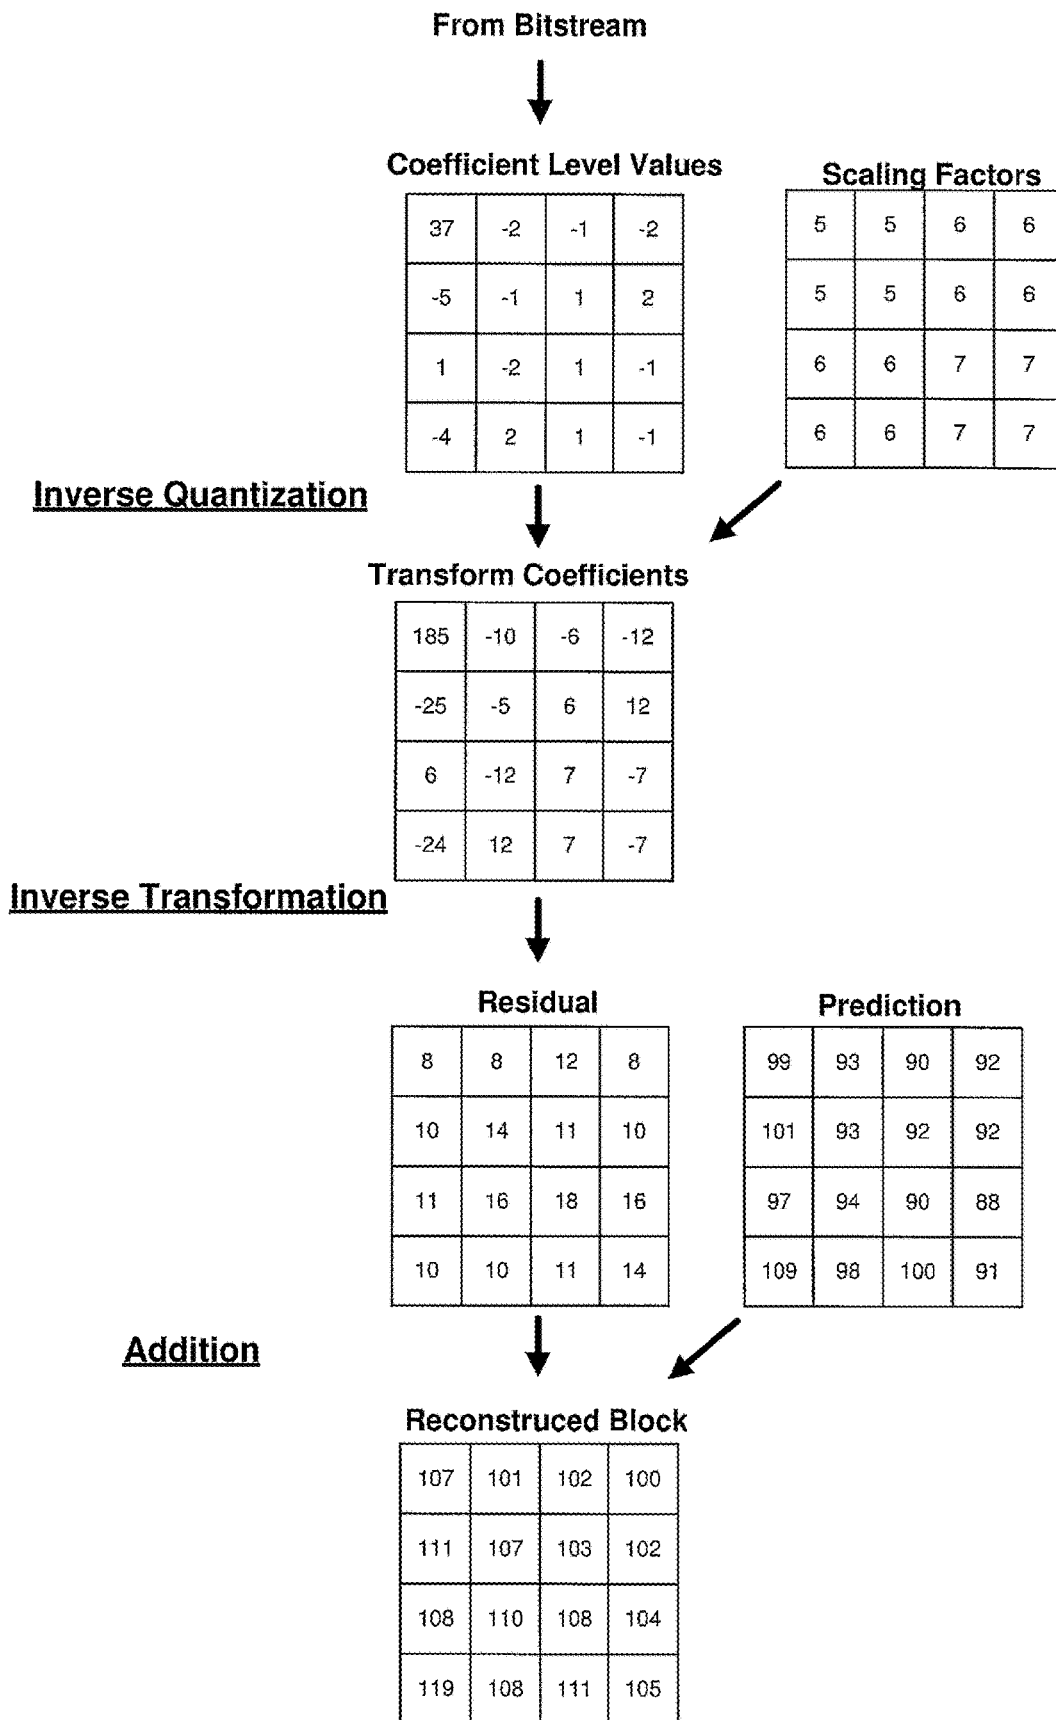 From Bitstream
Coefficient Level Values
37 -2 -1 -2
-5 -1 1 2
1 -2 1 -1
-4 2 1 -1
Scaling Factors
5 5 6 6
5 5 6 6
6 6 7 7
6 6 7 7
Inverse Quantization
Transform Coefficients
185 -10 -6 -12
-25 -5 6 12
6 -12 7 -7
-24 12 7 -7
Inverse Transformation
Residual
8 8 12 8
10 14 11 10
11 16 18 16
10 10 11 14
Prediction
99 93 90 92
101 93 92 92
97 94 90 88
109 98 100 91
Addition
Reconstruced Block
107 101 102 100
111 107 103 102
108 110 108 104
119 108 111 105